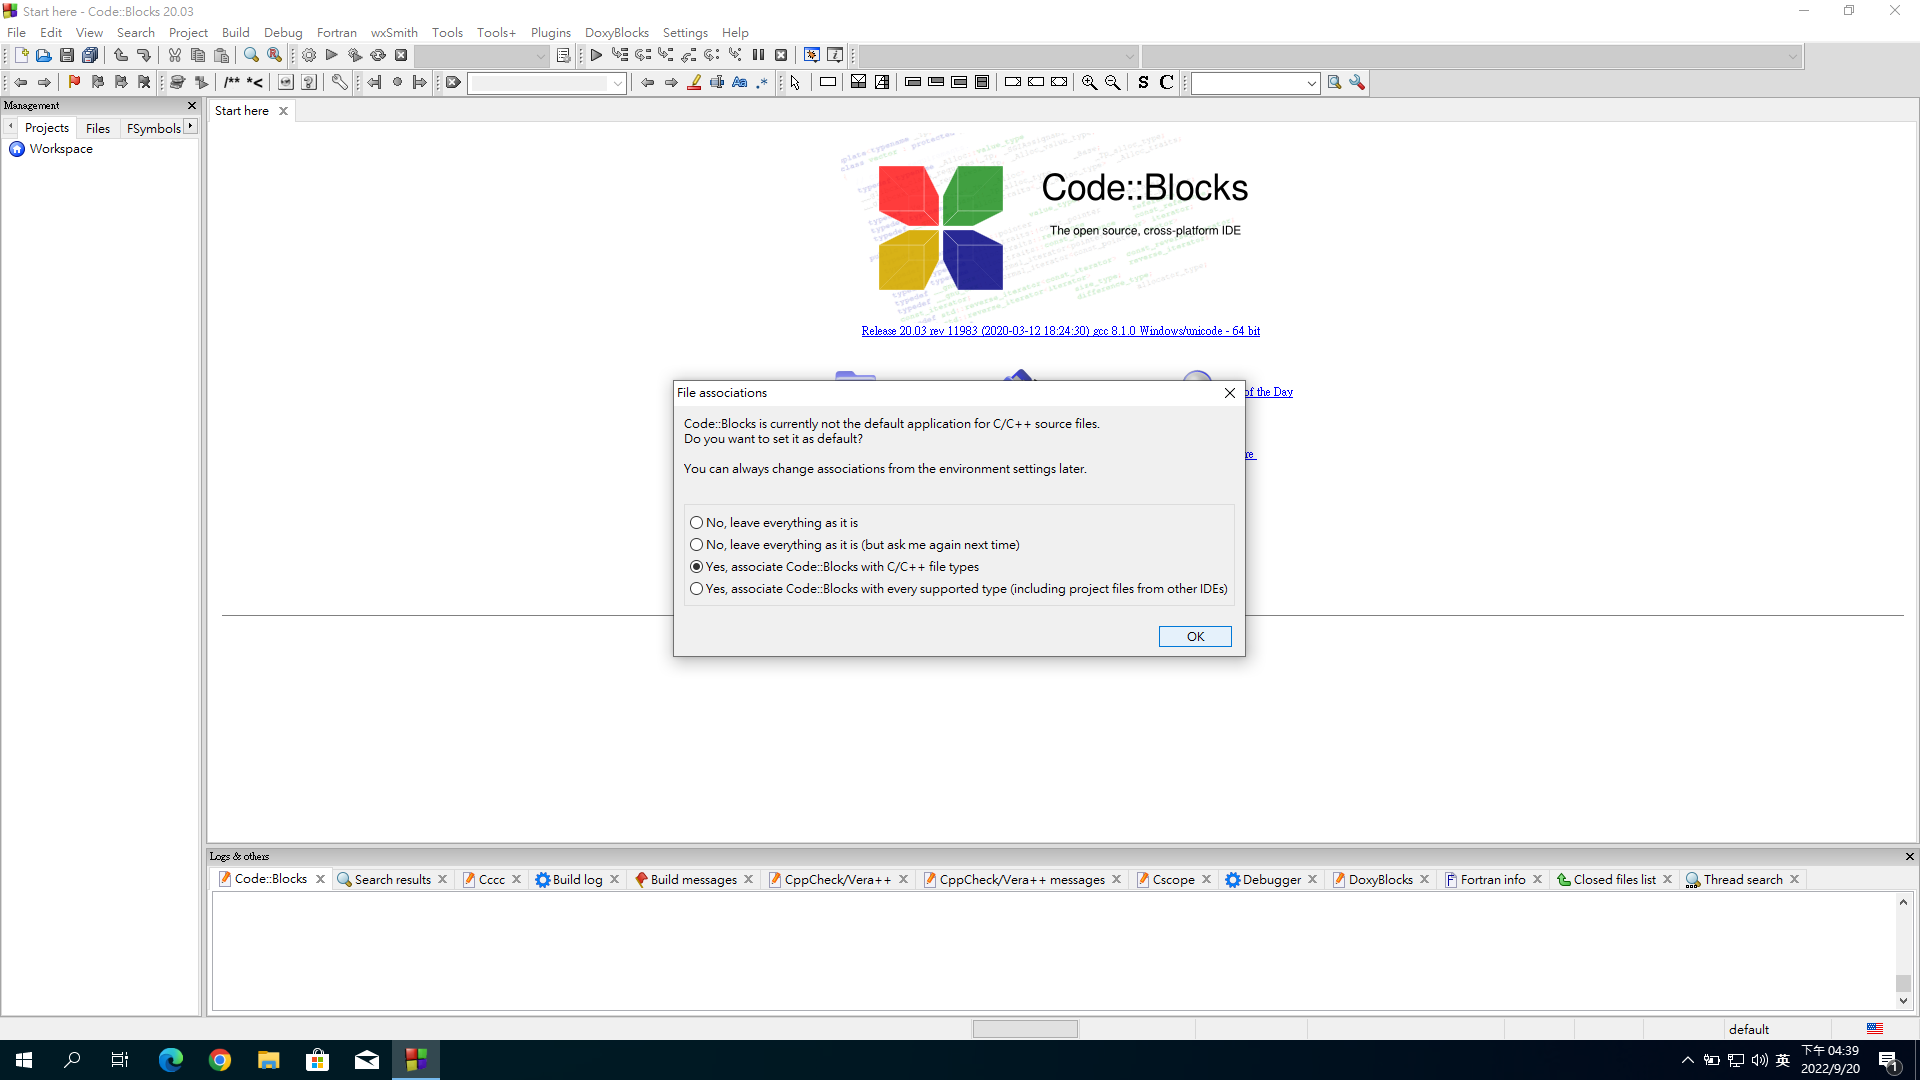 Start here - Code::Blocks 20.03
File Edit View Search Project Build Debug Fortran wxSmith Tools Tools+ Plugins DoxyBlocks Settings Help
/** *<
Aa .*
S C
Management
Projects Files FSymbols
Workspace
Start here
Code::Blocks
The open source, cross-platform IDE
Release 20.03 rev 11983 (2020-03-12 18:24:30) gcc 8.1.0 Windows/unicode - 64 bit
of the Day
re
File associations
Code::Blocks is currently not the default application for C/C++ source files.
Do you want to set it as default?
You can always change associations from the environment settings later.
No, leave everything as it is
No, leave everything as it is (but ask me again next time)
Yes, associate Code::Blocks with C/C++ file types
Yes, associate Code::Blocks with every supported type (including project files from other IDEs)
OK
Logs & others
Code::Blocks Search results Cccc Build log Build messages CppCheck/Vera++ CppCheck/Vera++ messages Cscope Debugger DoxyBlocks Fortran info Closed files list Thread search
default
英
下午 04:39
2022/9/20
1